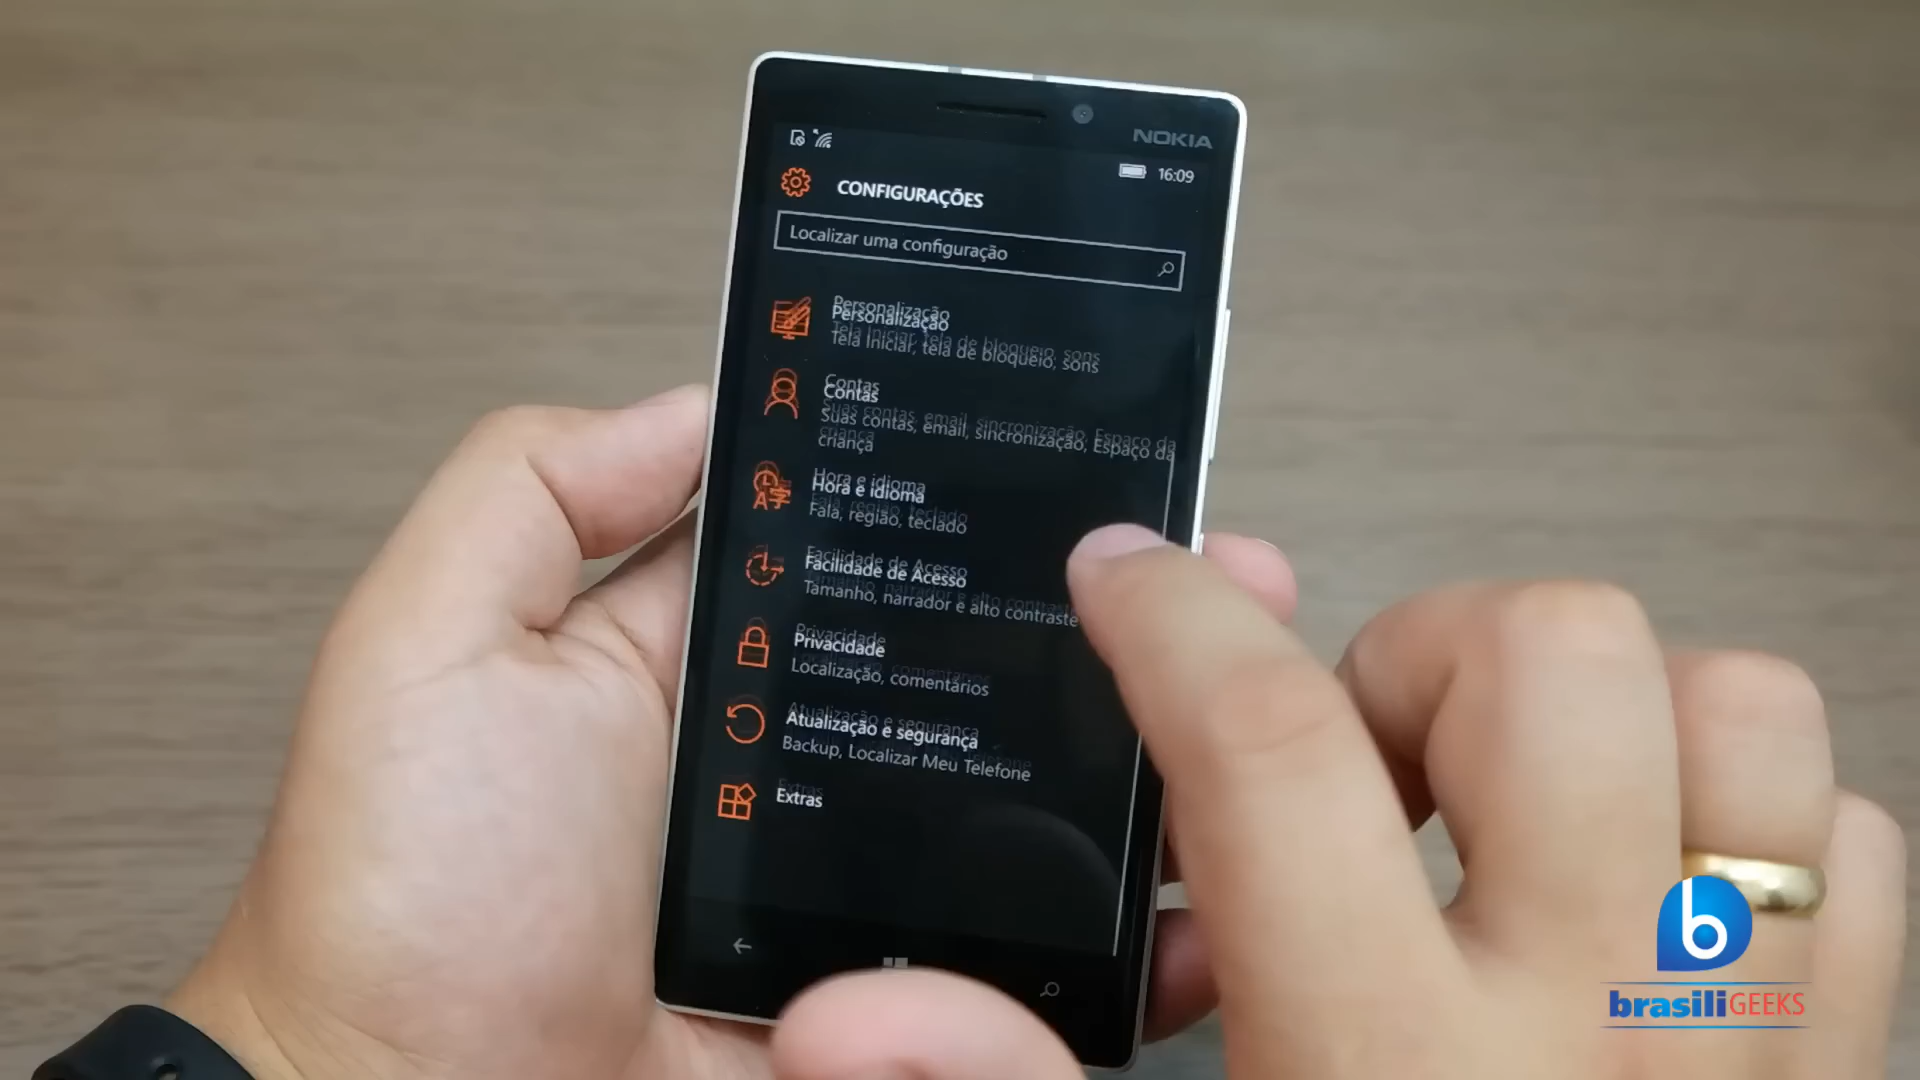 NOKIA
16:09
CONFIGURAÇÕES
Localizar uma configuração
Personalização
Tela Iniciar, tela de bloqueio, sons
Contas
Suas contas, email, sincronização, Espaço da
criança
Hora e idioma
Fala, região, teclado
Facilidade de Acesso
Tamanho, narrador e alto contraste
Privacidade
Localização, comentários
Atualização e segurança
Backup, Localizar Meu Telefone
Extras
b
brasiliGEEKS